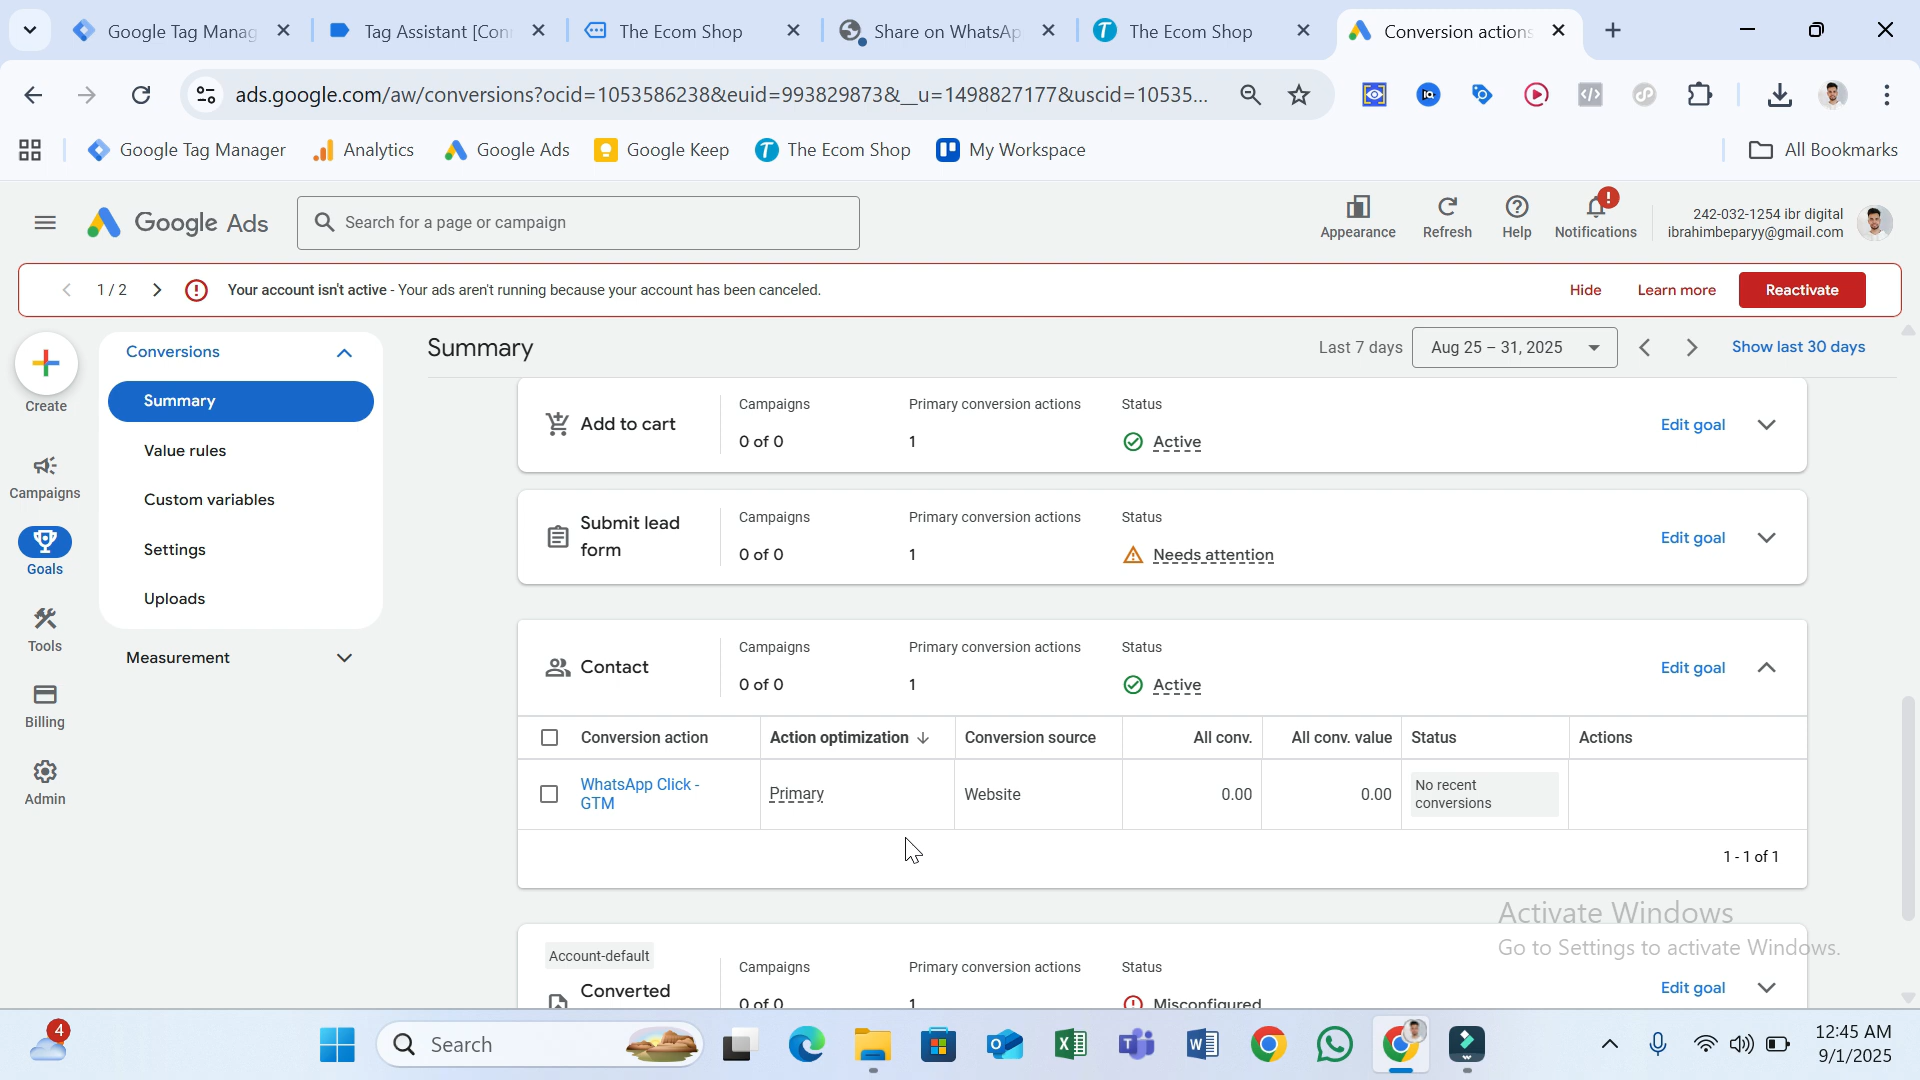 Google Tag Manag
Tag Assistant [Con
The Ecom Shop
Share on WhatsAp
The Ecom Shop
Conversion actions
ads.google.com/aw/conversions?ocid=1053586238&euid=993829873&__u=1498827177&uscid=10535...
Google Tag Manager
Analytics
Google Ads
Google Keep
The Ecom Shop
My Workspace
All Bookmarks
Google Ads
Search for a page or campaign
Appearance
Refresh
Help
Notifications
242-032-1254 ibr digital
ibrahimbeparyy@gmail.com
1 / 2
Your account isn't active - Your ads aren't running because your account has been canceled.
Hide
Learn more
Reactivate
Create
Campaigns
Goals
Tools
Billing
Admin
Conversions
Summary
Value rules
Custom variables
Settings
Uploads
Measurement
Summary
Last 7 days
Aug 25 – 31, 2025
Show last 30 days
Add to cart
Campaigns
0 of 0
Primary conversion actions
1
Status
Active
Edit goal
Submit lead
form
Campaigns
0 of 0
Primary conversion actions
1
Status
Needs attention
Edit goal
Contact
Campaigns
0 of 0
Primary conversion actions
1
Status
Active
Edit goal
Conversion action
Action optimization
Conversion source
All conv.
All conv. value
Status
Actions
WhatsApp Click -
GTM
Primary
Website
0.00
0.00
No recent
conversions
1 - 1 of 1
Account-default
Converted
Campaigns
0 of 0
Primary conversion actions
1
Status
Misconfigured
Edit goal
Activate Windows
Go to Settings to activate Windows.
4
Search
12:45 AM
9/1/2025